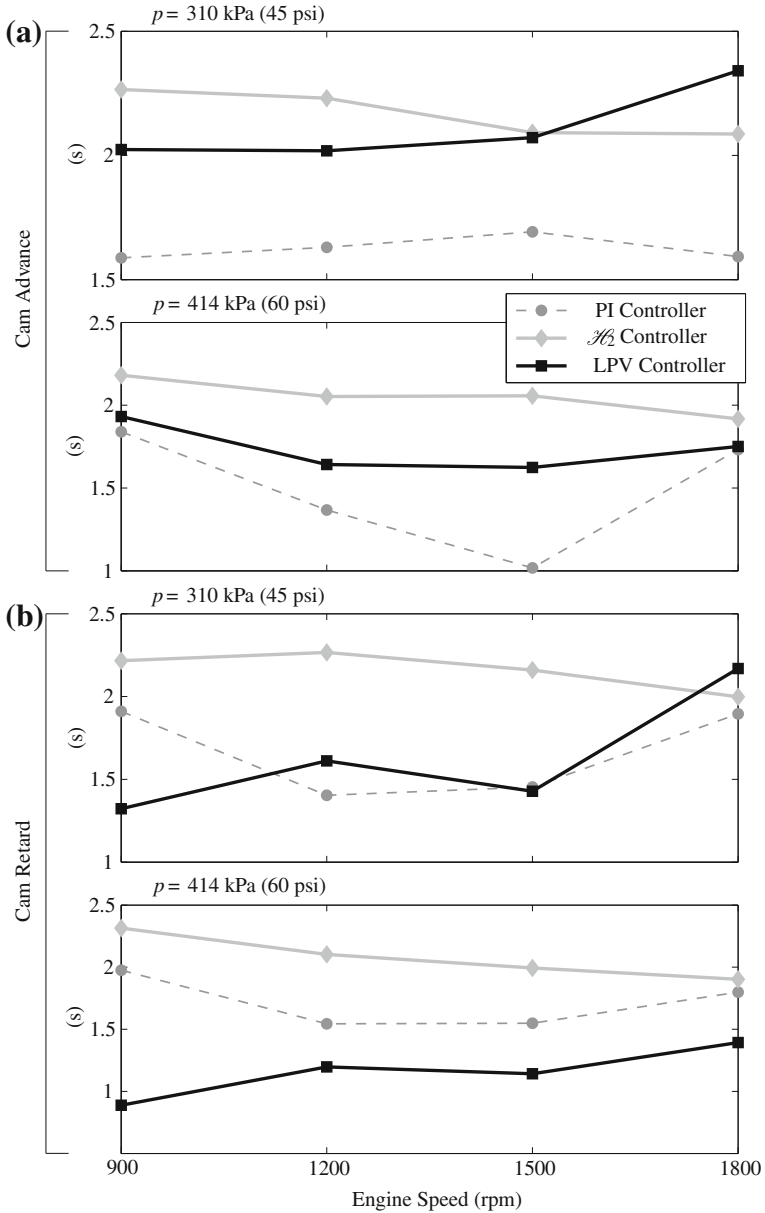 (a)
p = 310 kPa (45 psi)
2.5
2
1.5
(s)
Cam Advance
p = 414 kPa (60 psi)
2.5
2
1.5
1
(s)
PI Controller
ℋ2 Controller
LPV Controller
(b)
p = 310 kPa (45 psi)
2.5
2
1.5
1
(s)
Cam Retard
p = 414 kPa (60 psi)
2.5
2
1.5
1
(s)
900 1200 1500 1800
Engine Speed (rpm)